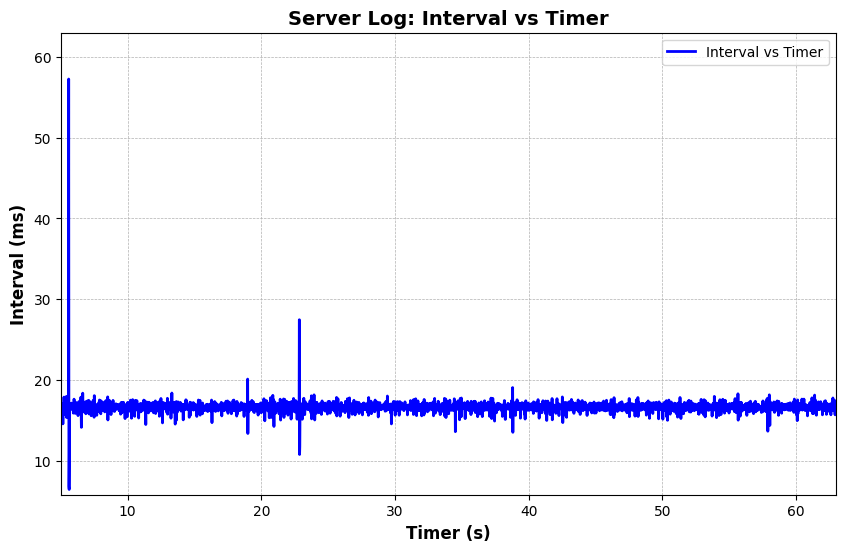 Server Log: Interval vs Timer
Interval vs Timer
60
50
40
30
20
10
Interval (ms)
10 20 30 40 50 60
Timer (s)